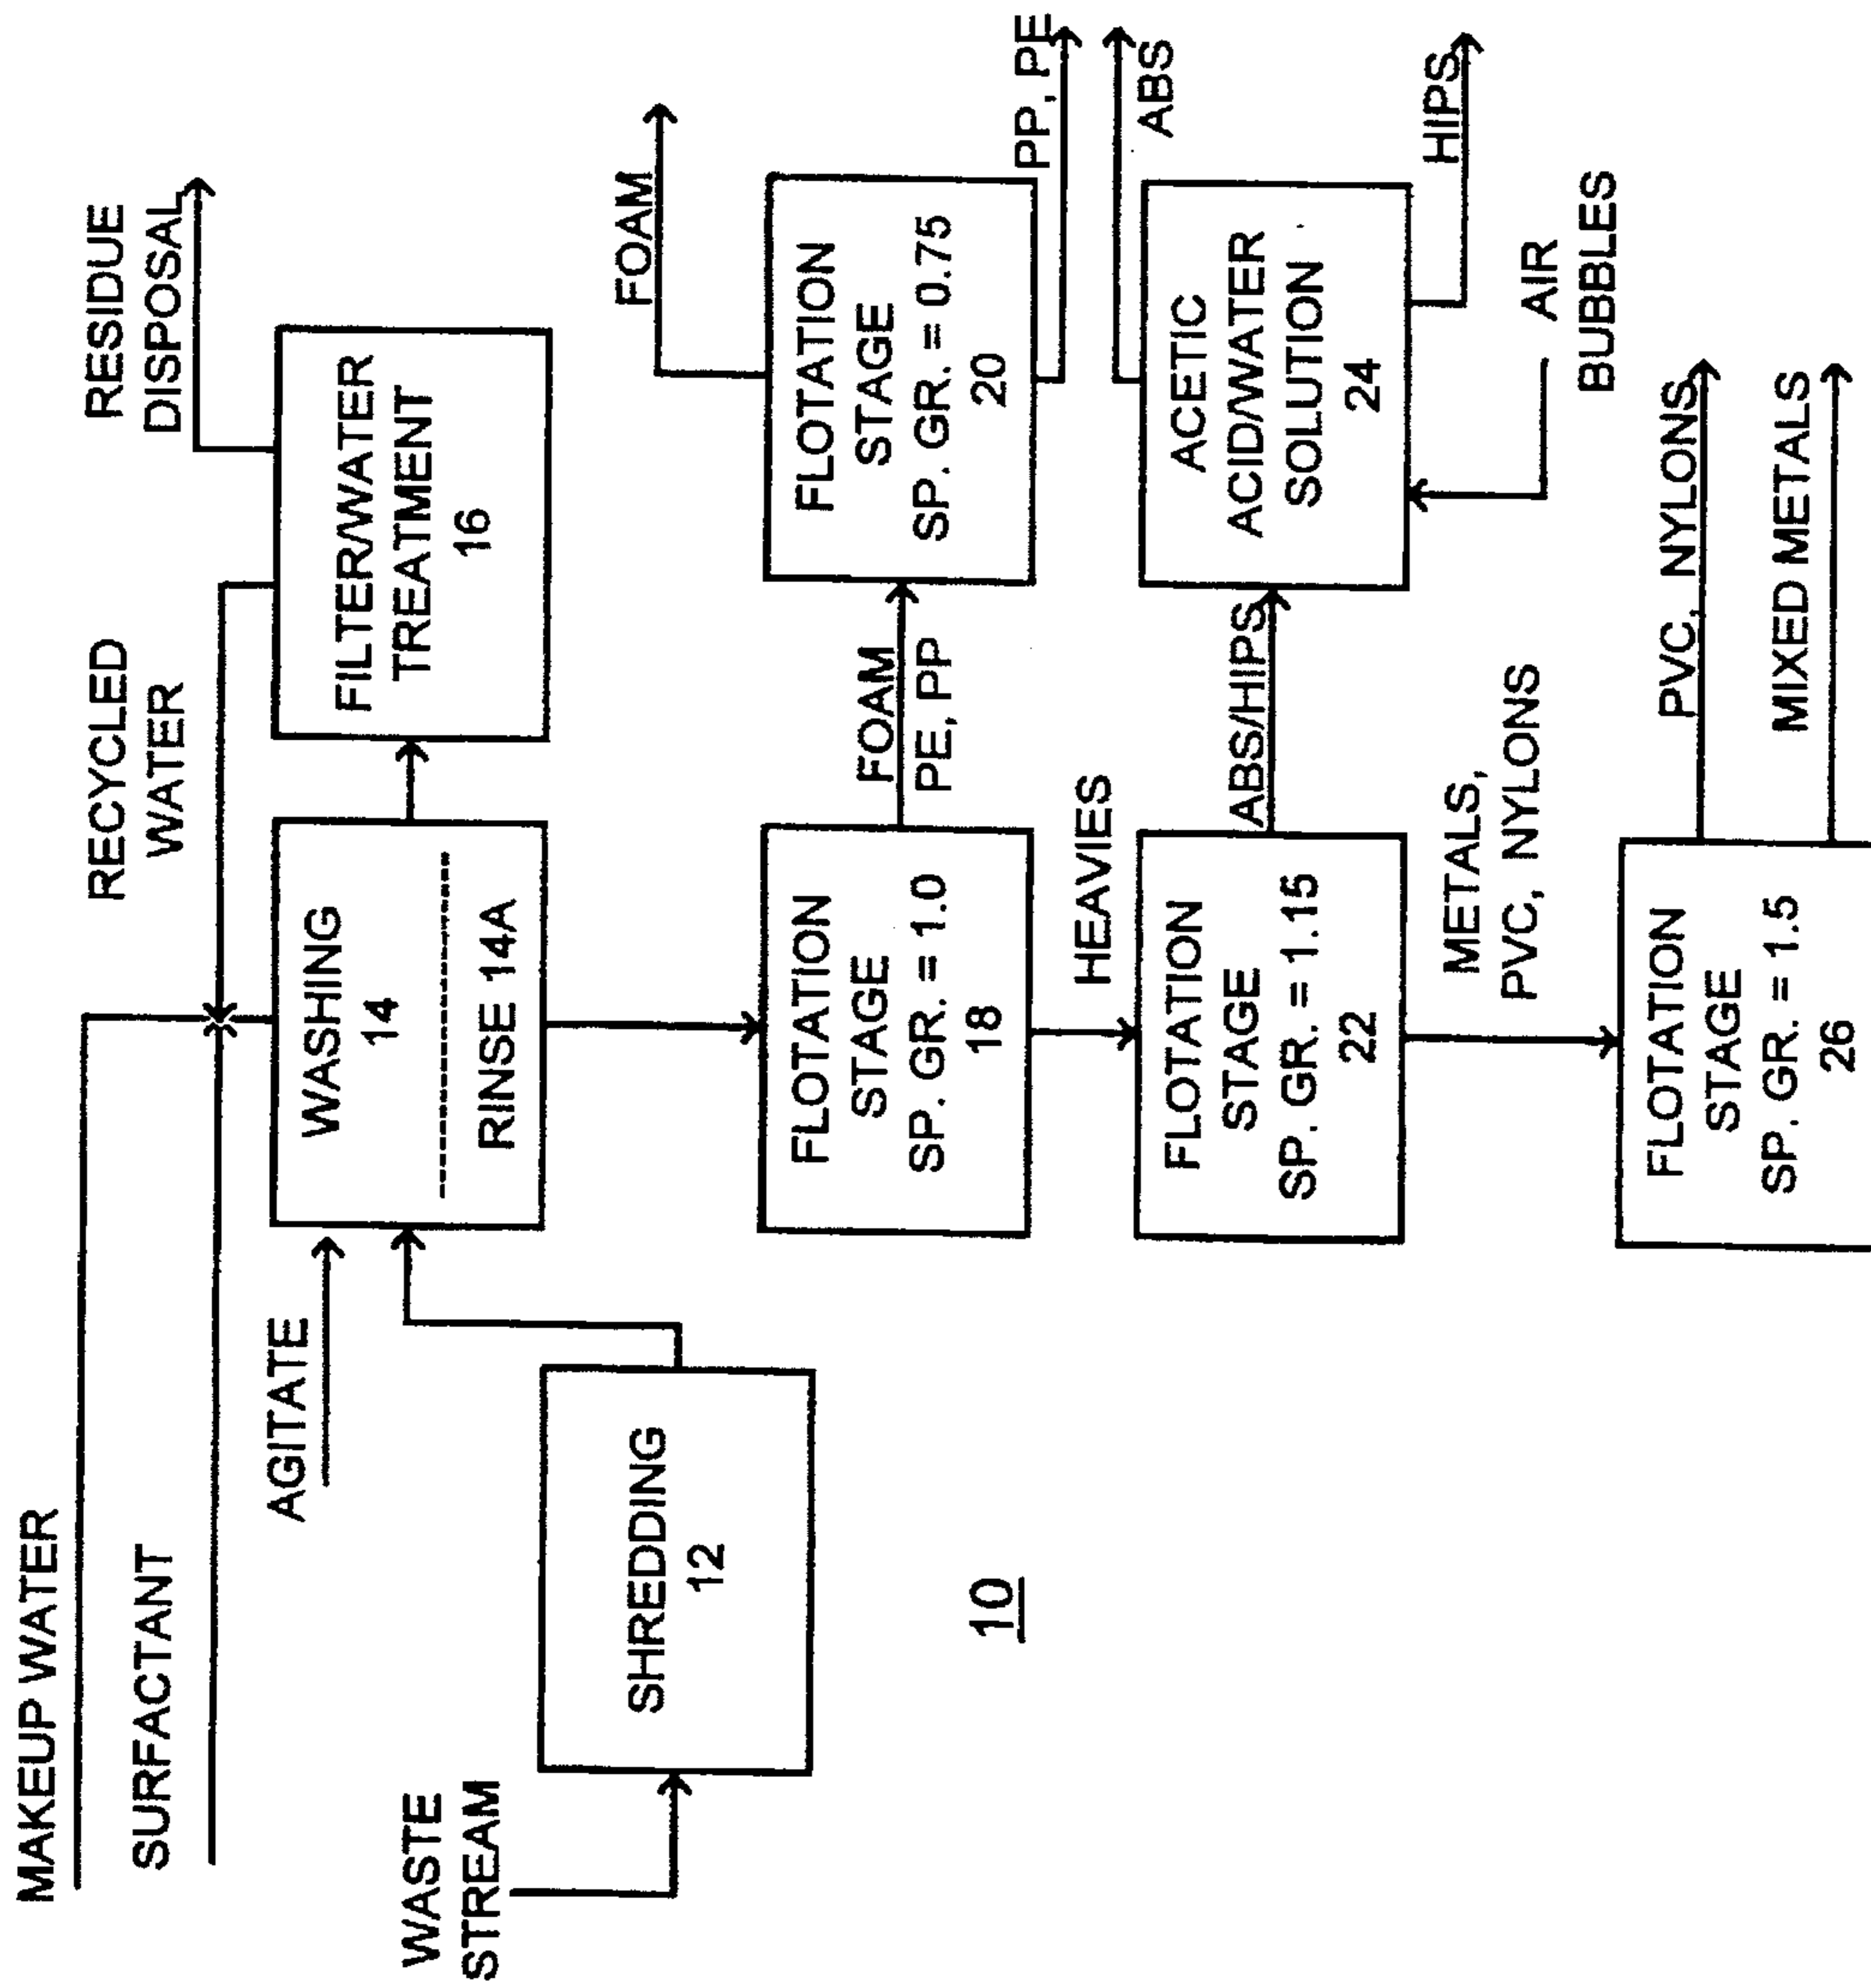 MAKEUP WATER
SURFACTANT
RECYCLED
WATER
RESIDUE
DISPOSAL
AGITATE
WASHING
14
RINSE 14A
FILTER/WATER
TREATMENT
16
WASTE
STREAM
SHREDDING
12
10
FLOTATION
STAGE
SP. GR. = 1.0
18
FOAM
PE, PP
FLOTATION
STAGE
SP. GR. = 0.75
20
FOAM
PP, PE
HEAVIES
FLOTATION
STAGE
SP. GR. = 1.15
22
ABS/HIPS
ACETIC
ACID/WATER
SOLUTION
24
ABS
HIPS
AIR
BUBBLES
METALS,
PVC, NYLONS
FLOTATION
STAGE
SP. GR. = 1.5
26
PVC, NYLONS
MIXED METALS